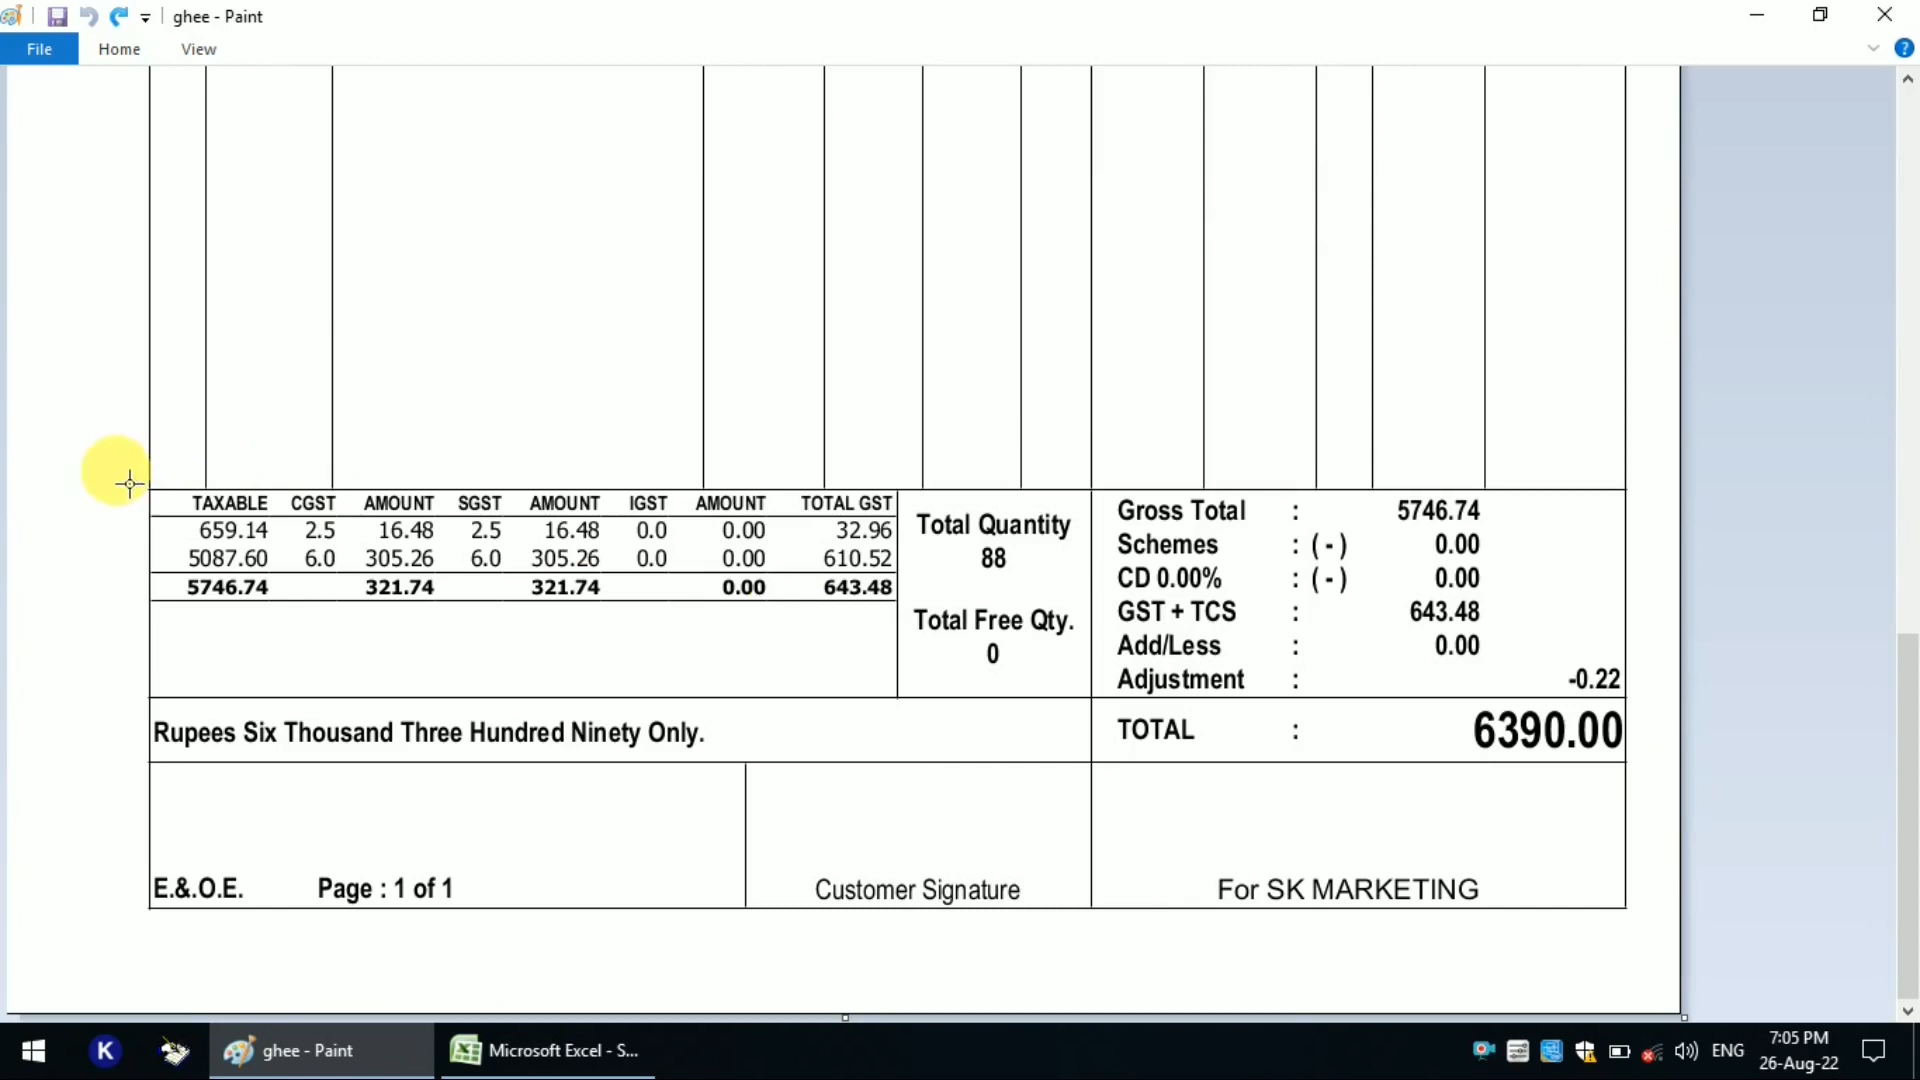 ghee - Paint
File Home View
TAXABLE CGST AMOUNT SGST AMOUNT IGST AMOUNT TOTAL GST
659.14 2.5 16.48 2.5 16.48 0.0 0.00 32.96
5087.60 6.0 305.26 6.0 305.26 0.0 0.00 610.52
5746.74 321.74 321.74 0.00 643.48
Total Quantity
88
Total Free Qty.
0
Gross Total : 5746.74
Schemes : ( - ) 0.00
CD 0.00% : ( - ) 0.00
GST + TCS : 643.48
Add/Less : 0.00
Adjustment : -0.22
Rupees Six Thousand Three Hundred Ninety Only.
TOTAL : 6390.00
E.&.O.E. Page : 1 of 1
Customer Signature
For SK MARKETING
K
ghee - Paint
Microsoft Excel - S...
ENG
7:05 PM
26-Aug-22